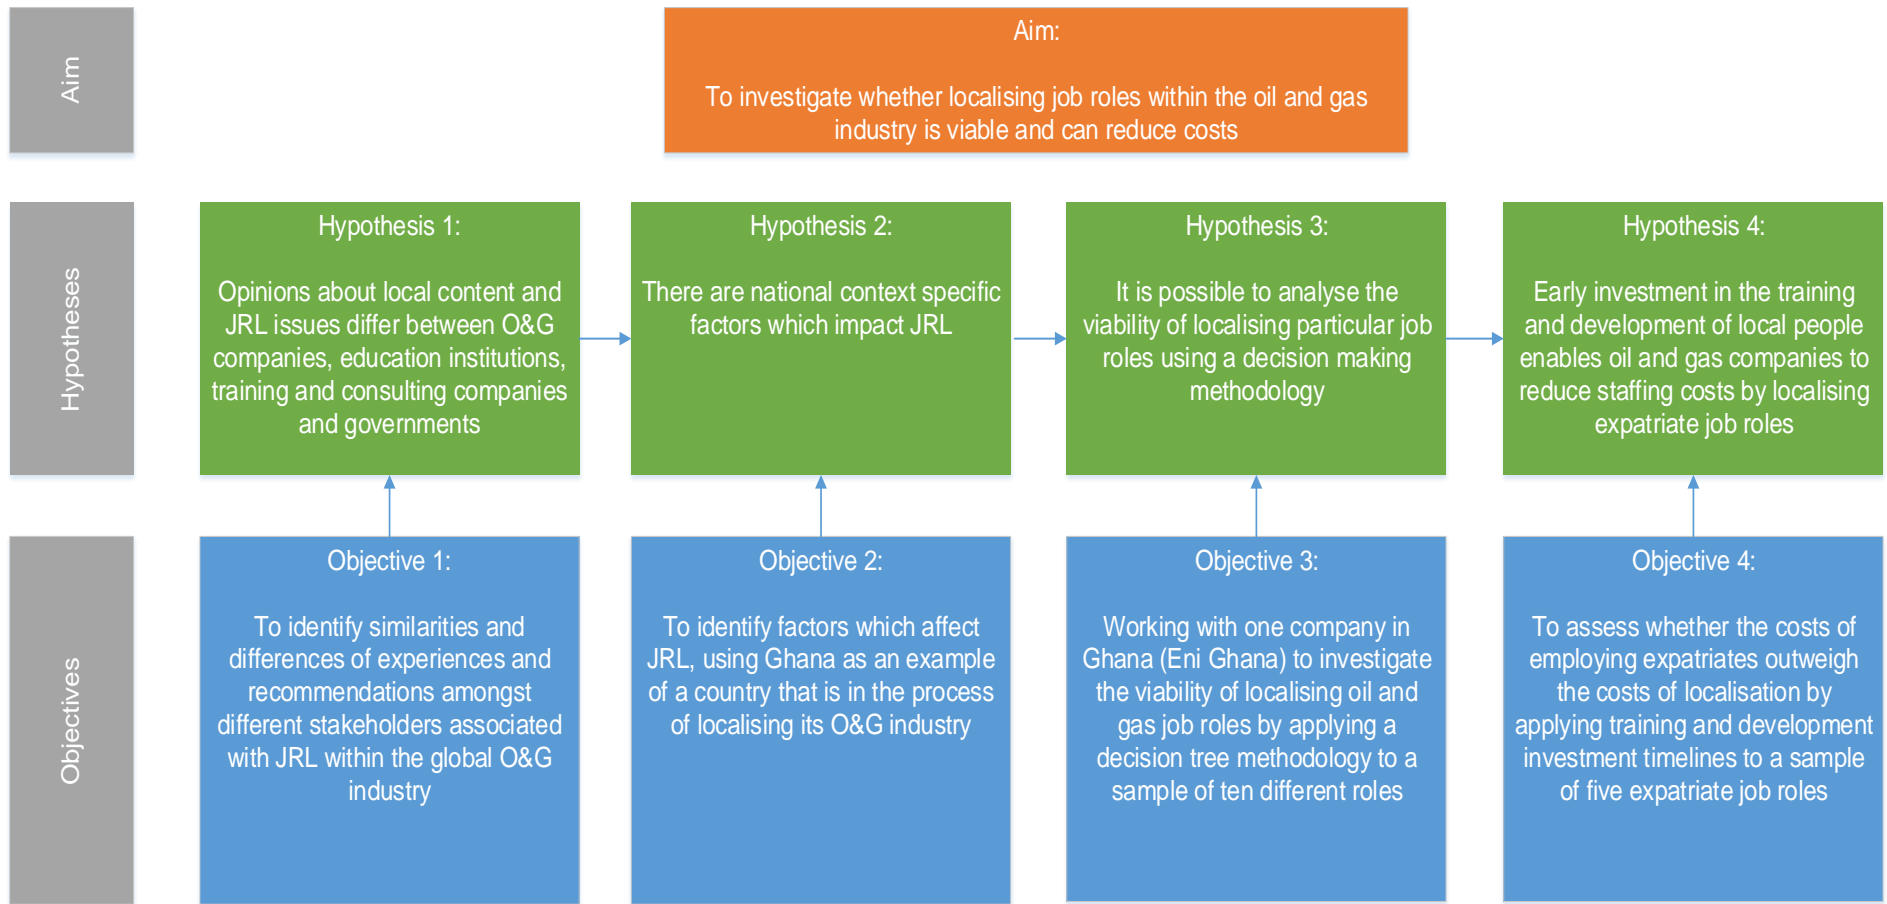 Aim
Aim:
To investigate whether localising job roles within the oil and gas
industry is viable and can reduce costs
Hypotheses
Hypothesis 1:
Opinions about local content and
JRL issues differ between O&G
companies, education institutions,
training and consulting companies
and governments
Hypothesis 2:
There are national context specific
factors which impact JRL
Hypothesis 3:
It is possible to analyse the
viability of localising particular job
roles using a decision making
methodology
Hypothesis 4:
Early investment in the training
and development of local people
enables oil and gas companies to
reduce staffing costs by localising
expatriate job roles
Objectives
Objective 1:
To identify similarities and
differences of experiences and
recommendations amongst
different stakeholders associated
with JRL within the global O&G
industry
Objective 2:
To identify factors which affect
JRL, using Ghana as an example
of a country that is in the process
of localising its O&G industry
Objective 3:
Working with one company in
Ghana (Eni Ghana) to investigate
the viability of localising oil and
gas job roles by applying a
decision tree methodology to a
sample of ten different roles
Objective 4:
To assess whether the costs of
employing expatriates outweigh
the costs of localisation by
applying training and development
investment timelines to a sample
of five expatriate job roles